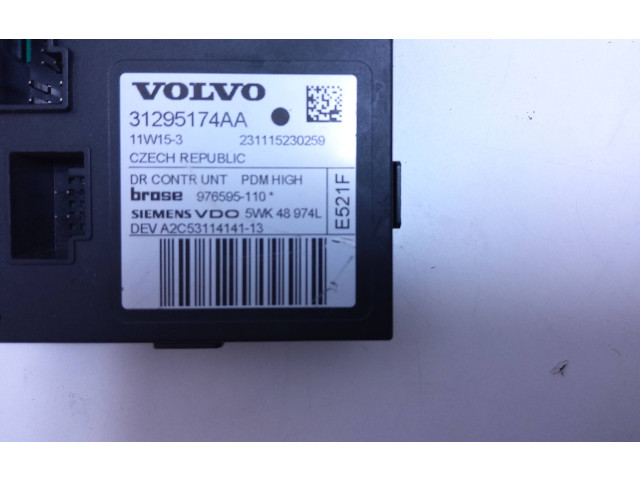 VOLVO
31295174AA
11W15-3 231115230259
CZECH REPUBLIC
DR CONTR UNT PDM HIGH
brose 976595-110*
SIEMENS VDO 5WK 48 974L
DEV A2C53114141-13
E521F